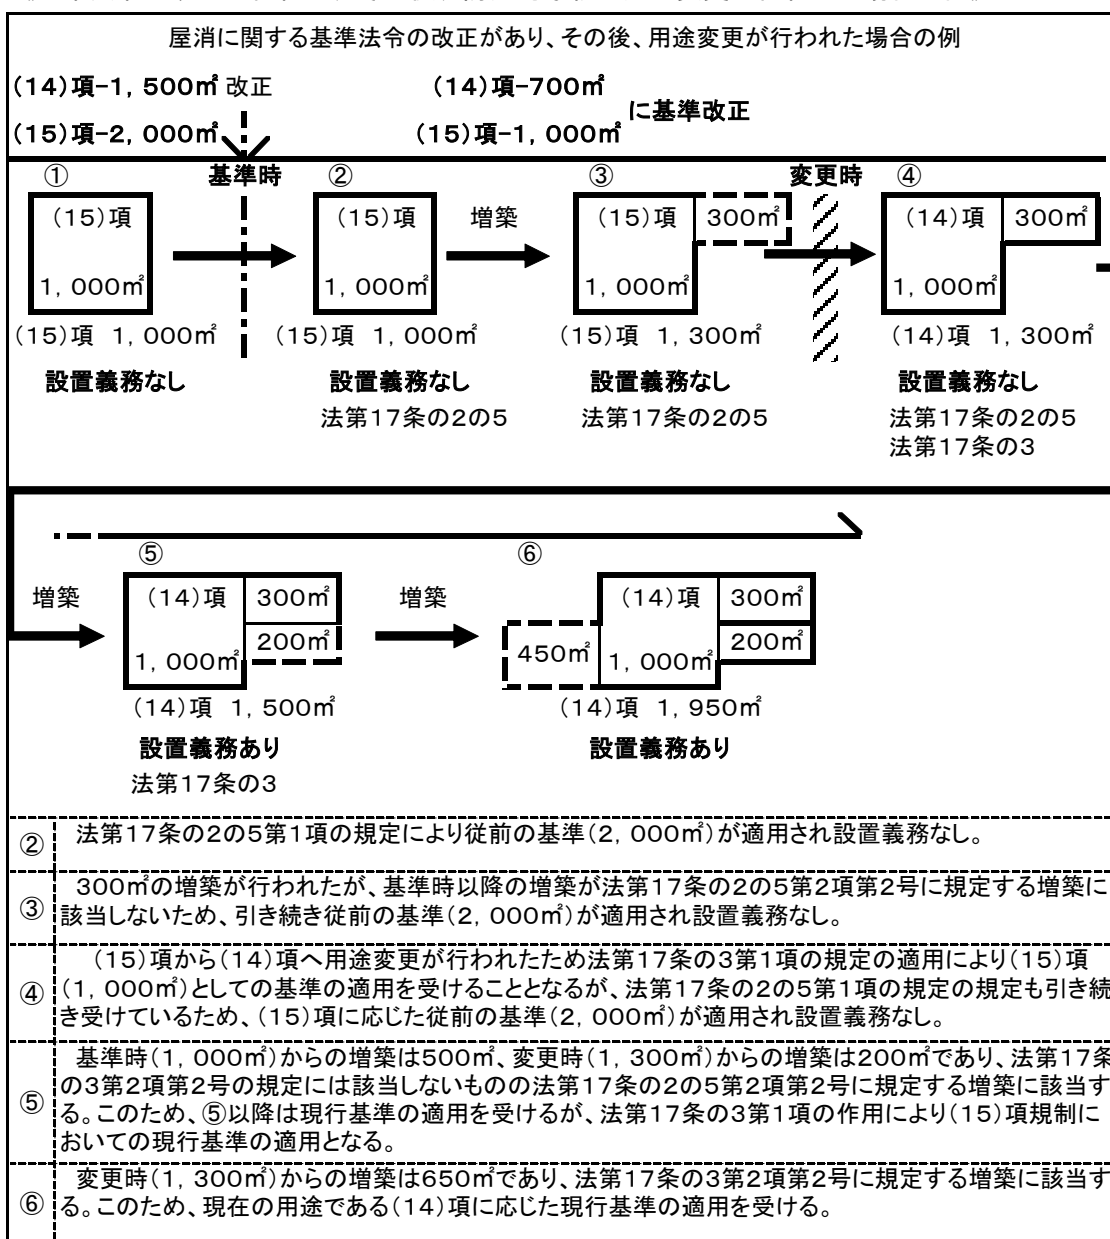 屋消に関する基準法令の改正があり、その後、用途変更が行われた場合の例
(14)項-1,500㎡ 改正 (14)項-700㎡
に基準改正
(15)項-2,000㎡ (15)項-1,000㎡
① 基準時 ② ③ 変更時 ④
(15)項 (15)項 増築 (15)項 300㎡ (14)項 300㎡
1,000㎡ 1,000㎡ 1,000㎡ 1,000㎡
(15)項 1,000㎡ (15)項 1,000㎡ (15)項 1,300㎡ (14)項 1,300㎡
設置義務なし 設置義務なし 設置義務なし 設置義務なし
法第17条の2の5 法第17条の2の5 法第17条の2の5
法第17条の3
⑤ ⑥
増築 (14)項 300㎡ 増築 (14)項 300㎡
200㎡ 200㎡
1,000㎡ 450㎡ 1,000㎡
(14)項 1,500㎡ (14)項 1,950㎡
設置義務あり 設置義務あり
法第17条の3
② 法第17条の2の5第1項の規定により従前の基準(2,000㎡)が適用され設置義務なし。
300㎡の増築が行われたが、基準時以降の増築が法第17条の2の5第2項第2号に規定する増築に
③ 該当しないため、引き続き従前の基準(2,000㎡)が適用され設置義務なし。
(15)項から(14)項へ用途変更が行われたため法第17条の3第1項の規定の適用により(15)項
④ (1,000㎡)としての基準の適用を受けることとなるが、法第17条の2の5第1項の規定の規定も引き続
き受けているため、(15)項に応じた従前の基準(2,000㎡)が適用され設置義務なし。
基準時(1,000㎡)からの増築は500㎡、変更時(1,300㎡)からの増築は200㎡であり、法第17条
の3第2項第2号の規定には該当しないものの法第17条の2の5第2項第2号に規定する増築に該当す
⑤ る。このため、⑤以降は現行基準の適用を受けるが、法第17条の3第1項の作用により(15)項規制に
おいての現行基準の適用となる。
変更時(1,300㎡)からの増築は650㎡であり、法第17条の3第2項第2号に規定する増築に該当す
⑥ る。このため、現在の用途である(14)項に応じた現行基準の適用を受ける。